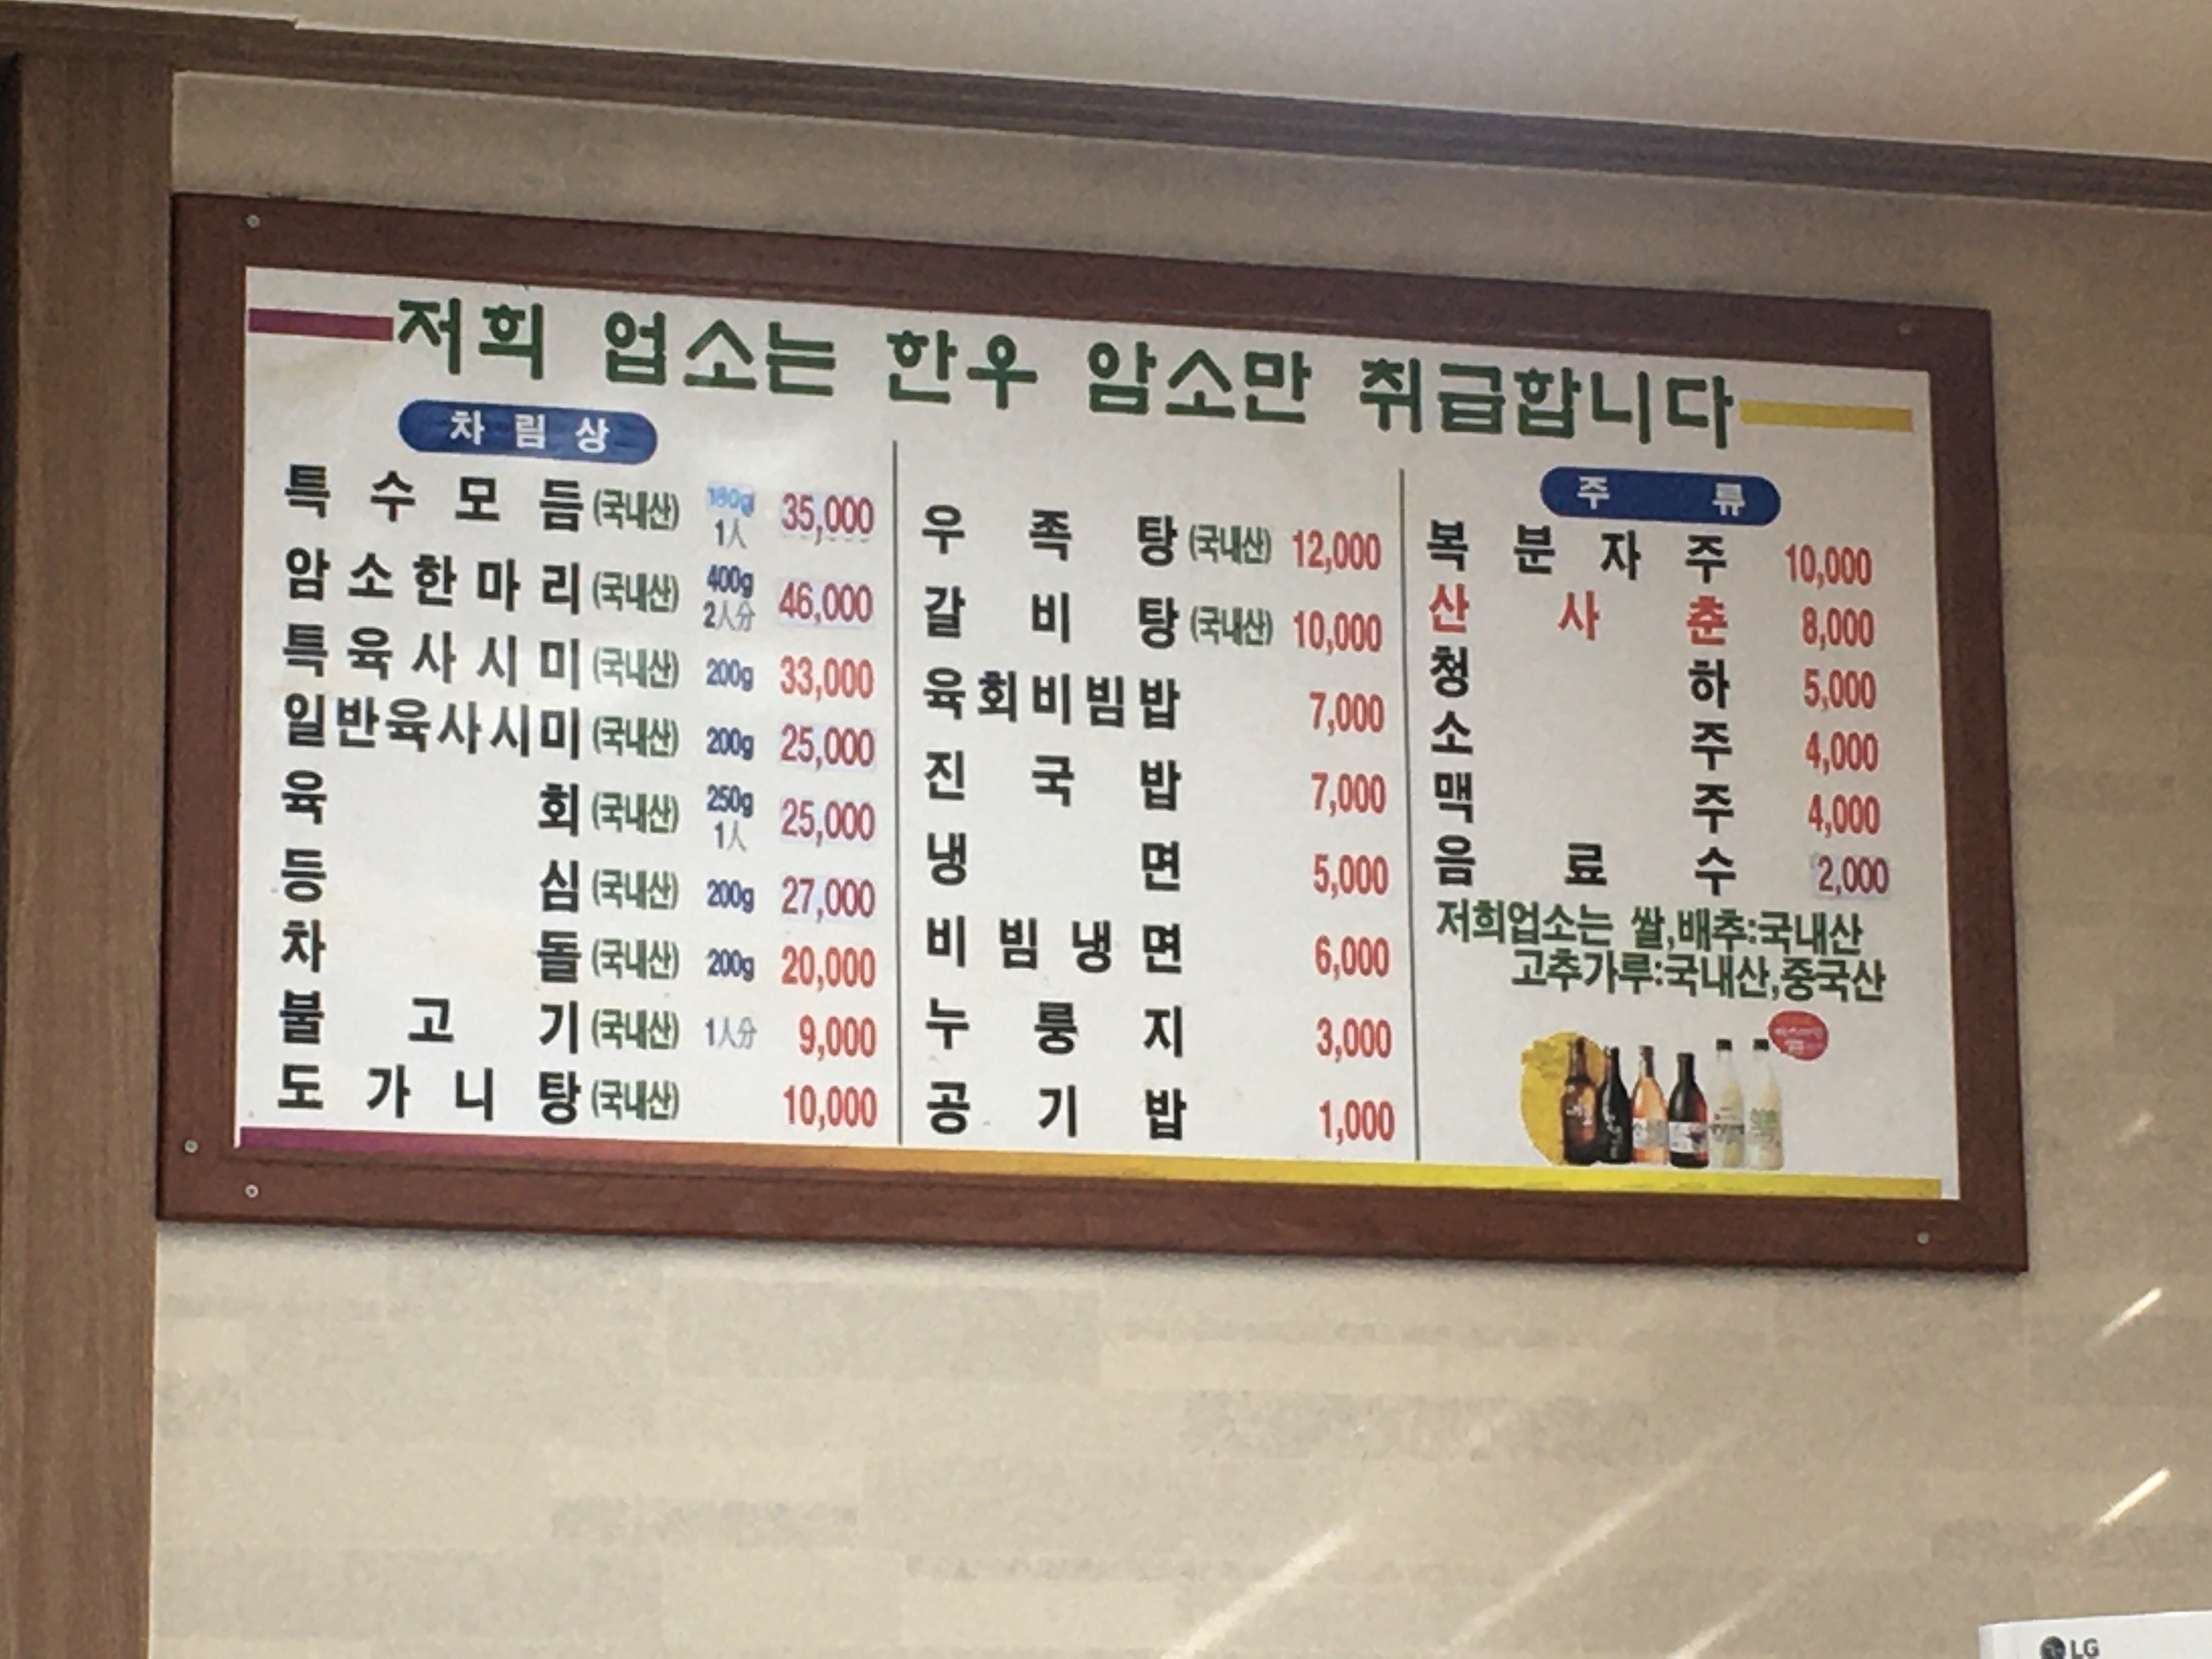 저희 업소는 한우 암소만 취급합니다
차림상
특수모듬(국내산) 180g 1人 35,000
암소한마리(국내산) 400g 2人分 46,000
특육사시미(국내산) 200g 33,000
일반육사시미(국내산) 200g 25,000
육회(국내산) 250g 1人 25,000
등심(국내산) 200g 27,000
차돌(국내산) 200g 20,000
불고기(국내산) 1人分 9,000
도가니탕(국내산) 10,000
우족탕(국내산) 12,000
갈비탕(국내산) 10,000
육회비빔밥 7,000
진국밥 7,000
냉면 5,000
비빔냉면 6,000
누룽지 3,000
공기밥 1,000
주류
복분자주 10,000
산사춘 8,000
청하 5,000
소주 4,000
맥주 4,000
음료수 2,000
저희업소는 쌀,배추:국내산
고추가루:국내산,중국산
LG